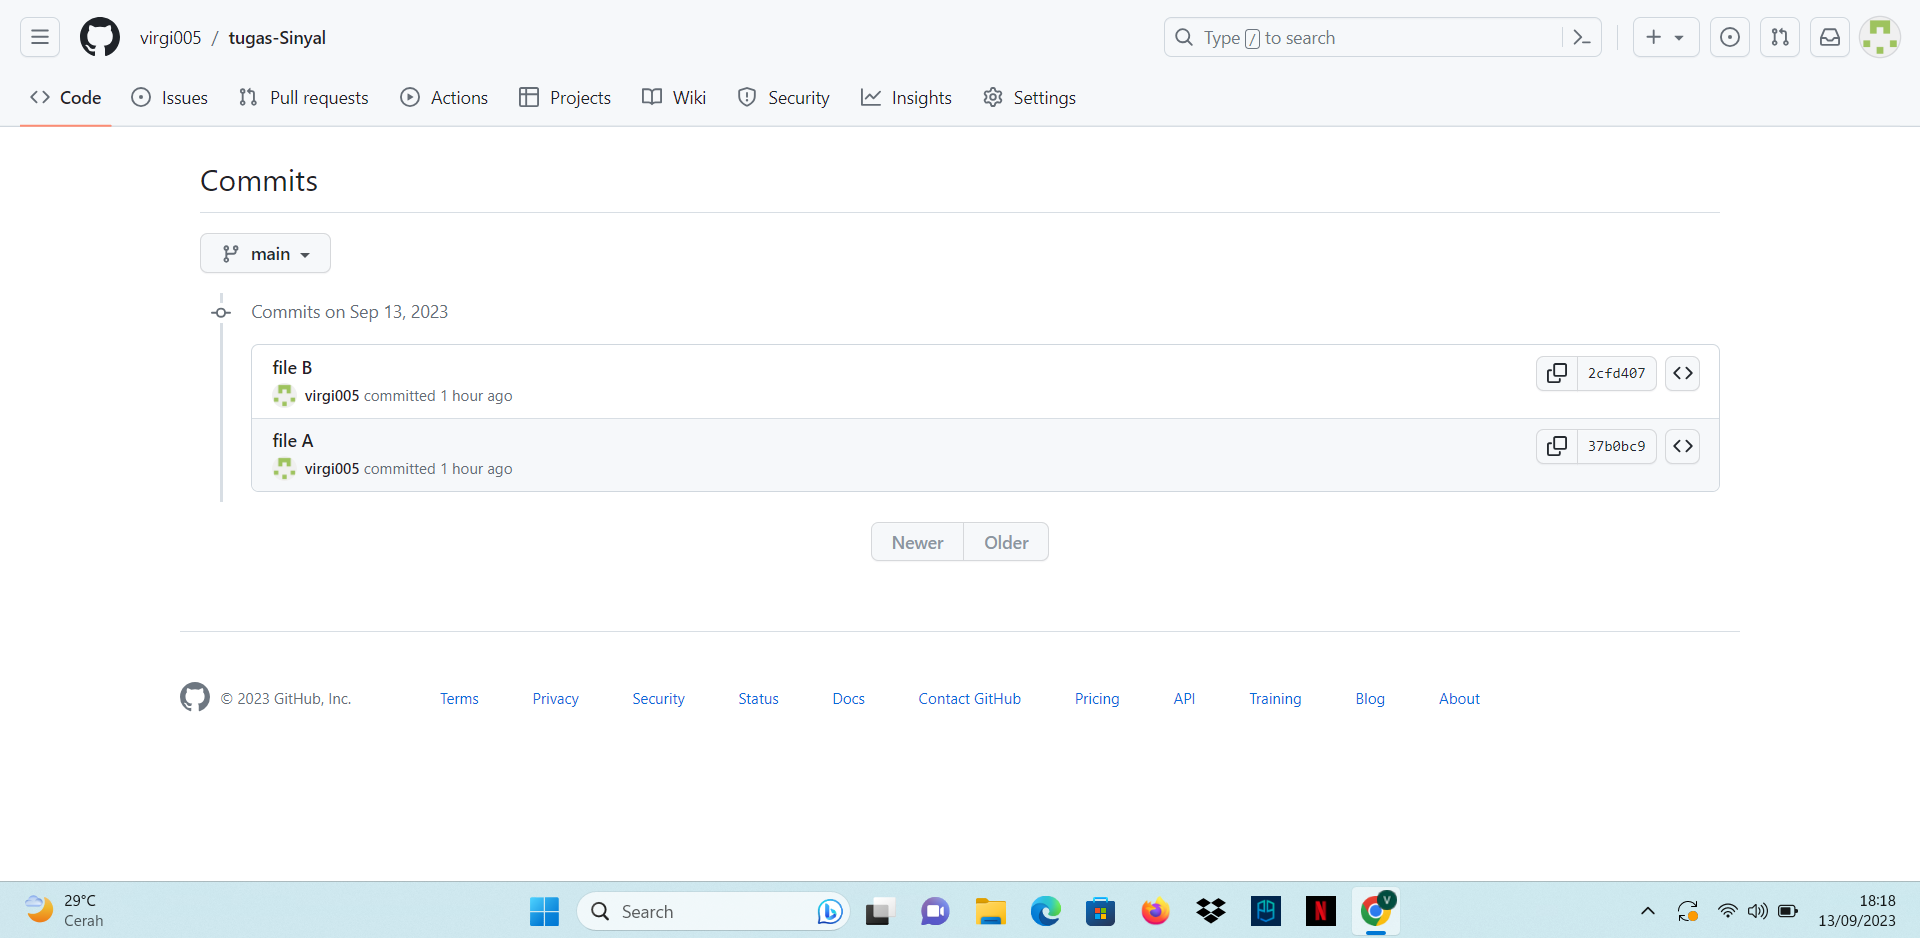 virgi005 / tugas-Sinyal
Type / to search
Code Issues Pull requests Actions Projects Wiki Security Insights Settings
Commits
main
Commits on Sep 13, 2023
file B
virgi005 committed 1 hour ago
2cfd407
file A
virgi005 committed 1 hour ago
37b0bc9
Newer Older
© 2023 GitHub, Inc. Terms Privacy Security Status Docs Contact GitHub Pricing API Training Blog About
29°C
Cerah
Search
V
N
18:18
13/09/2023